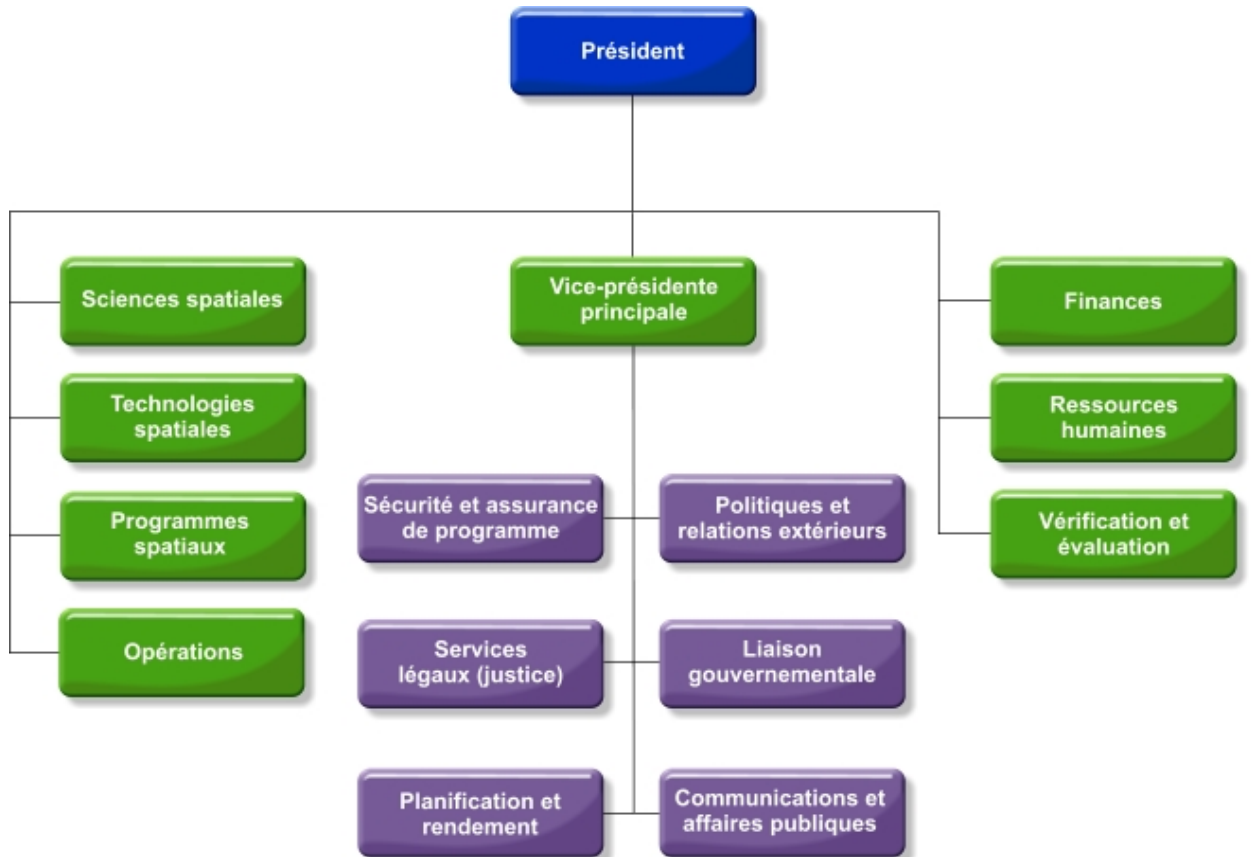 Président
Sciences spatiales
Technologies
spatiales
Programmes
spatiaux
Opérations
Vice-présidente
principale
Sécurité et assurance
de programme
Politiques et
relations extérieurs
Services
légaux (justice)
Liaison
gouvernementale
Planification et
rendement
Communications et
affaires publiques
Finances
Ressources
humaines
Vérification et
évaluation